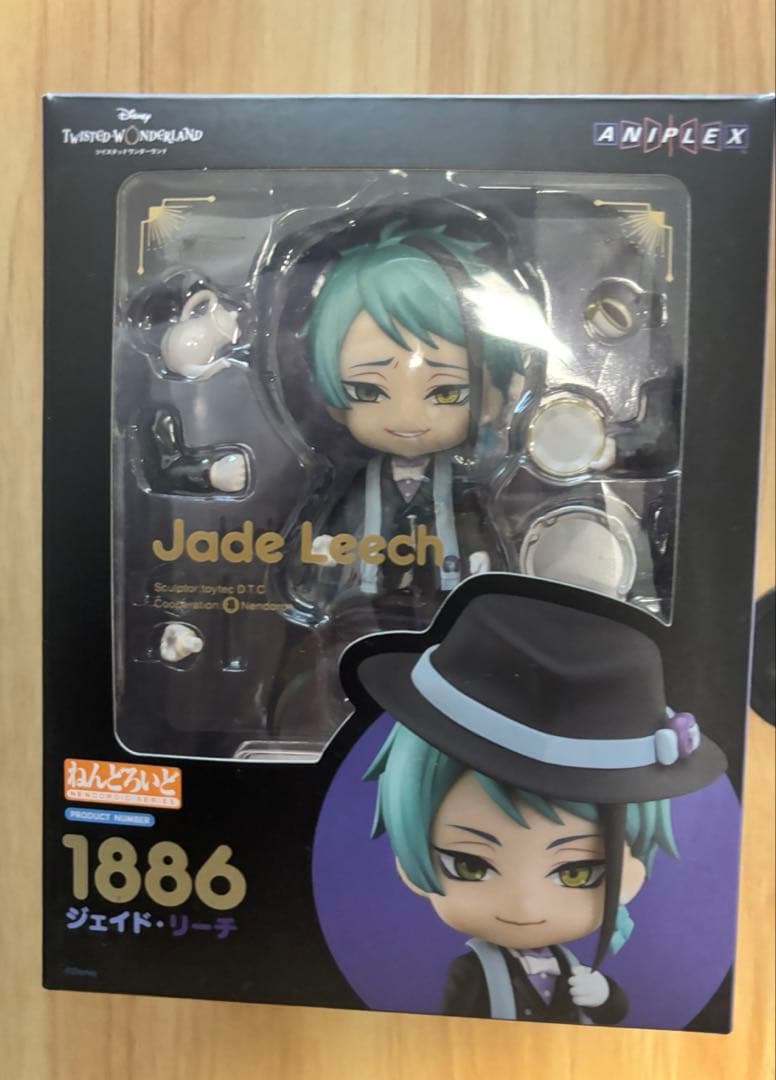 Disney
TWISTED-WONDERLAND
ツイステッドワンダーランド
ANIPLEX
Jade Leech
Sculptor:toytec D.T.C
Cooperation: Nendoron
ねんどろいど
NENDOROID SERIES
PRODUCT NUMBER
1886
ジェイド・リーチ
©Disney